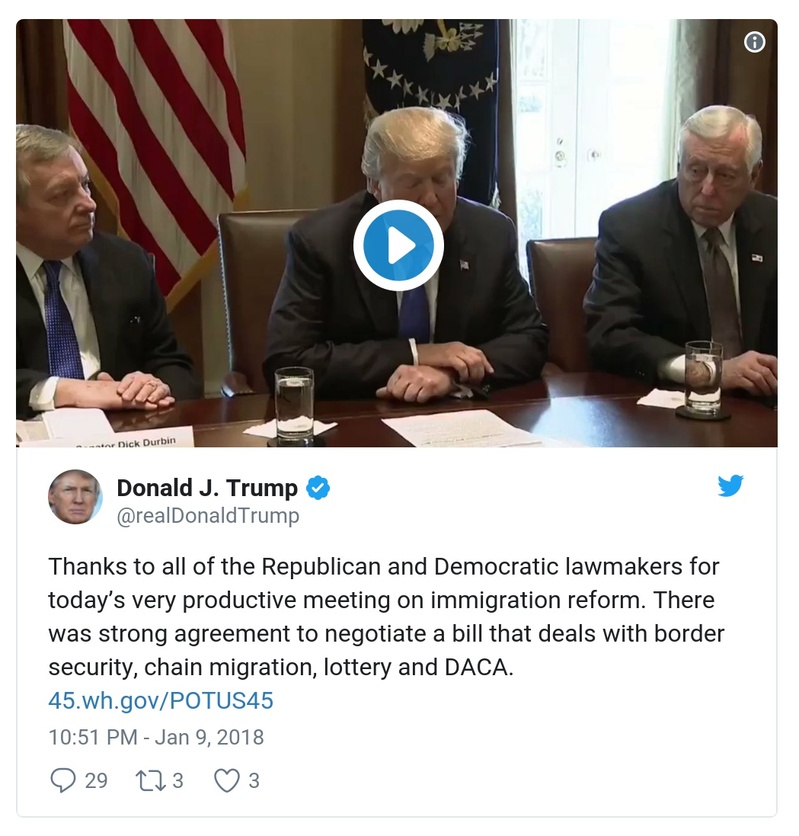 Dick Durbin
Donald J. Trump
@realDonaldTrump
Thanks to all of the Republican and Democratic lawmakers for
today’s very productive meeting on immigration reform. There
was strong agreement to negotiate a bill that deals with border
security, chain migration, lottery and DACA.
45.wh.gov/POTUS45
10:51 PM - Jan 9, 2018
29 3 3